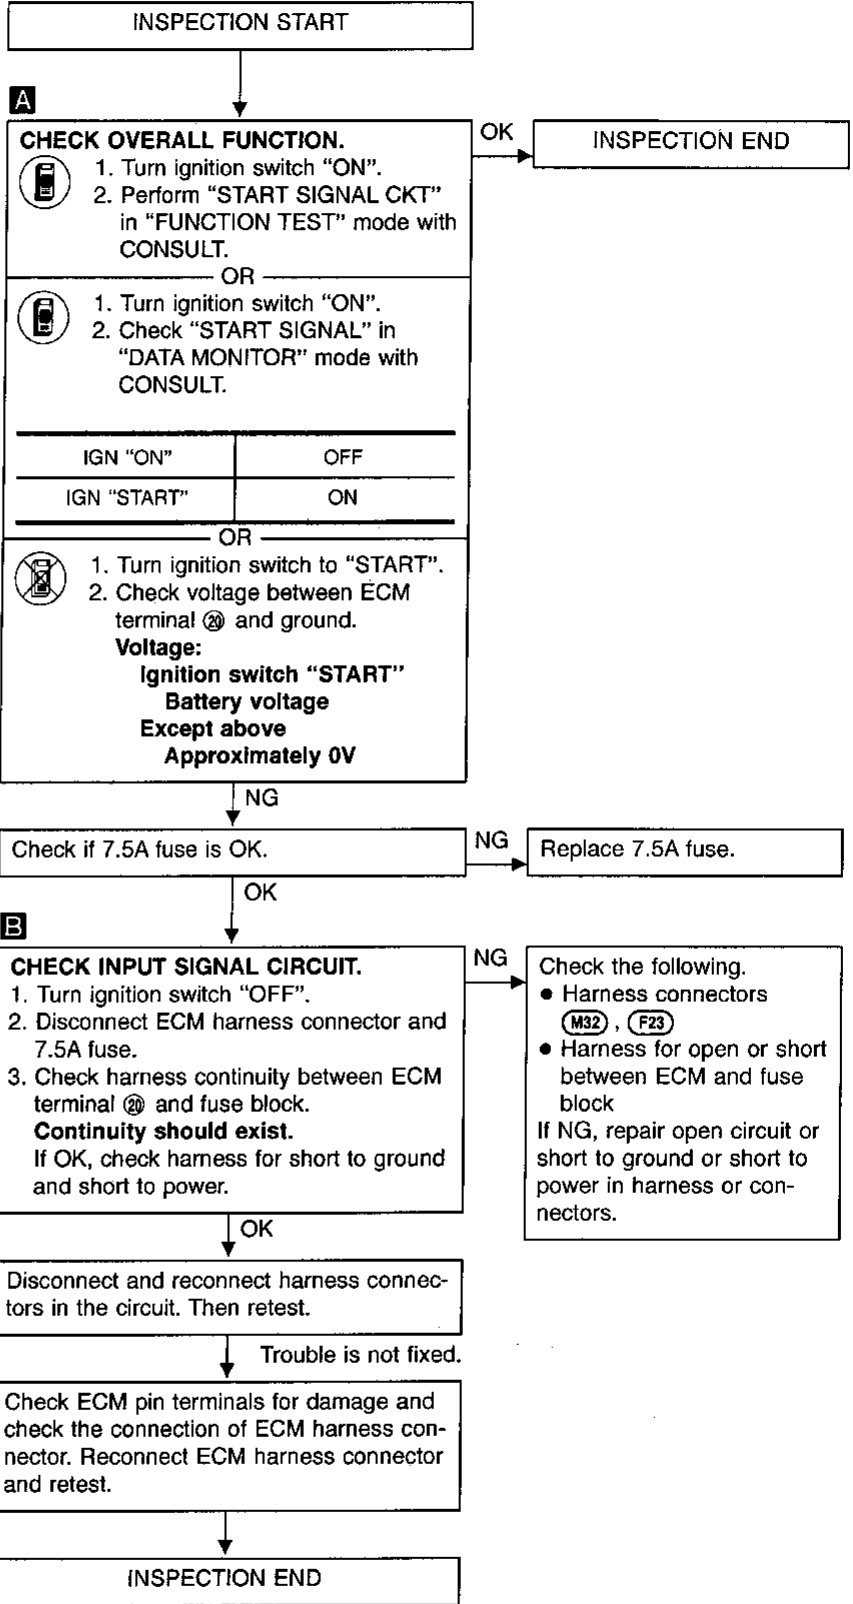 INSPECTION START
A
CHECK OVERALL FUNCTION.
1. Turn ignition switch “ON”.
2. Perform “START SIGNAL CKT”
in “FUNCTION TEST” mode with
CONSULT.
OK
INSPECTION END
OR
1. Turn ignition switch “ON”.
2. Check “START SIGNAL” in
“DATA MONITOR” mode with
CONSULT.
IGN “ON” OFF
IGN “START” ON
OR
1. Turn ignition switch to “START”.
2. Check voltage between ECM
terminal ⑳ and ground.
Voltage:
Ignition switch “START”
Battery voltage
Except above
Approximately 0V
NG
Check if 7.5A fuse is OK.
NG
Replace 7.5A fuse.
OK
B
CHECK INPUT SIGNAL CIRCUIT.
1. Turn ignition switch “OFF”.
2. Disconnect ECM harness connector and
7.5A fuse.
3. Check harness continuity between ECM
terminal ⑳ and fuse block.
Continuity should exist.
If OK, check harness for short to ground
and short to power.
NG
Check the following.
● Harness connectors
M32 , F23
● Harness for open or short
between ECM and fuse
block
If NG, repair open circuit or
short to ground or short to
power in harness or con-
nectors.
OK
Disconnect and reconnect harness connec-
tors in the circuit. Then retest.
Trouble is not fixed.
Check ECM pin terminals for damage and
check the connection of ECM harness con-
nector. Reconnect ECM harness connector
and retest.
INSPECTION END